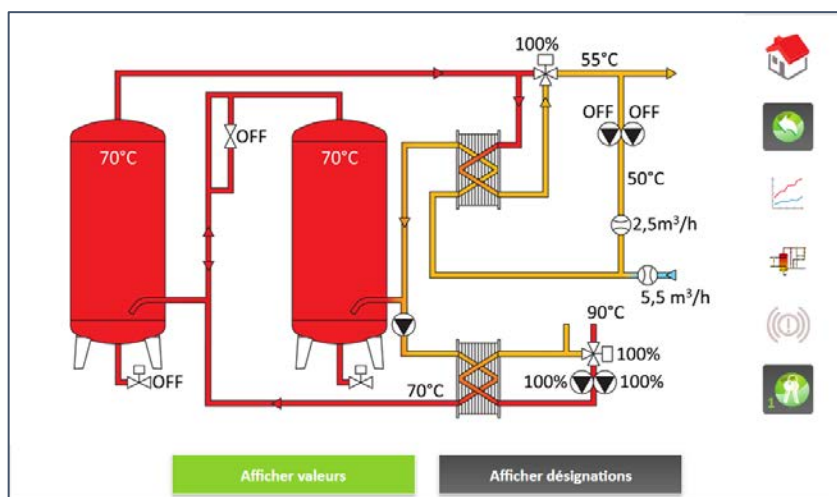 100%
55°C
OFF
OFF OFF
70°C
70°C
50°C
2,5m³/h
5,5 m³/h
90°C
100%
100% 100%
70°C
OFF
1
Afficher valeurs
Afficher désignations